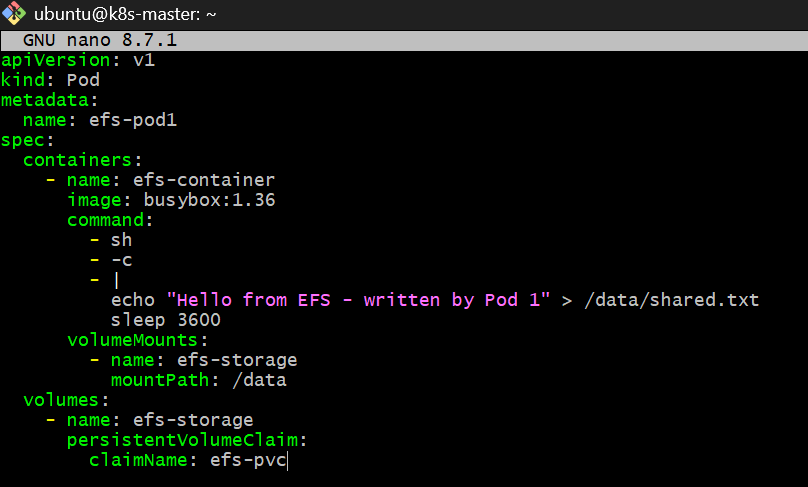 ubuntu@k8s-master: ~
GNU nano 8.7.1
apiVersion: v1
kind: Pod
metadata:
  name: efs-pod1
spec:
  containers:
    - name: efs-container
      image: busybox:1.36
      command:
        - sh
        - -c
        - |
          echo "Hello from EFS - written by Pod 1" > /data/shared.txt
          sleep 3600
      volumeMounts:
        - name: efs-storage
          mountPath: /data
  volumes:
    - name: efs-storage
      persistentVolumeClaim:
        claimName: efs-pvc